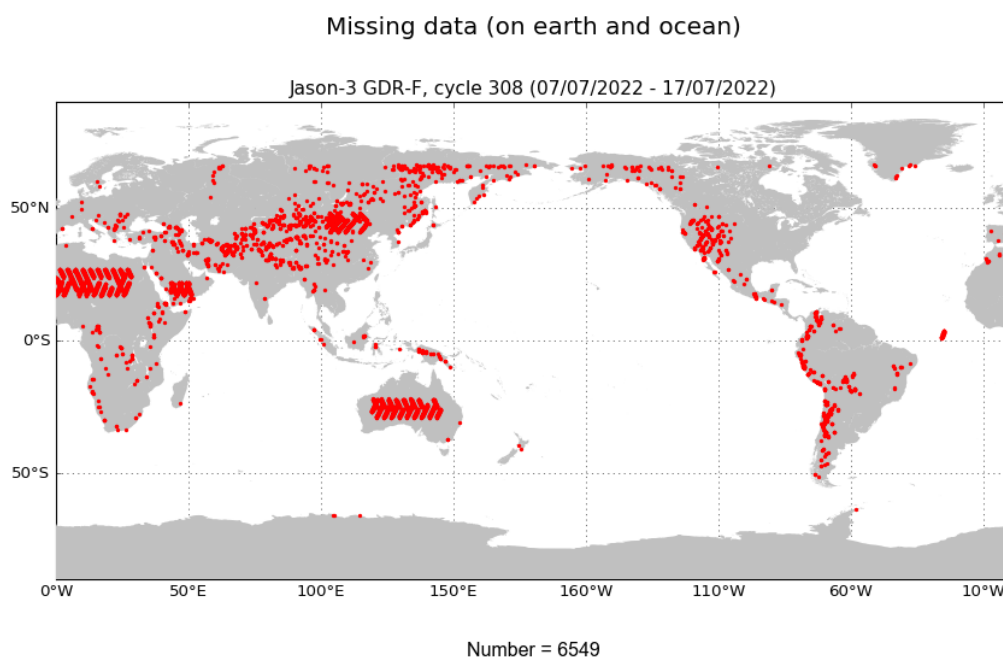 Missing data (on earth and ocean)
Jason-3 GDR-F, cycle 308 (07/07/2022 - 17/07/2022)
50°N
0°S
50°S
0°W 50°E 100°E 150°E 160°W 110°W 60°W 10°W
Number = 6549